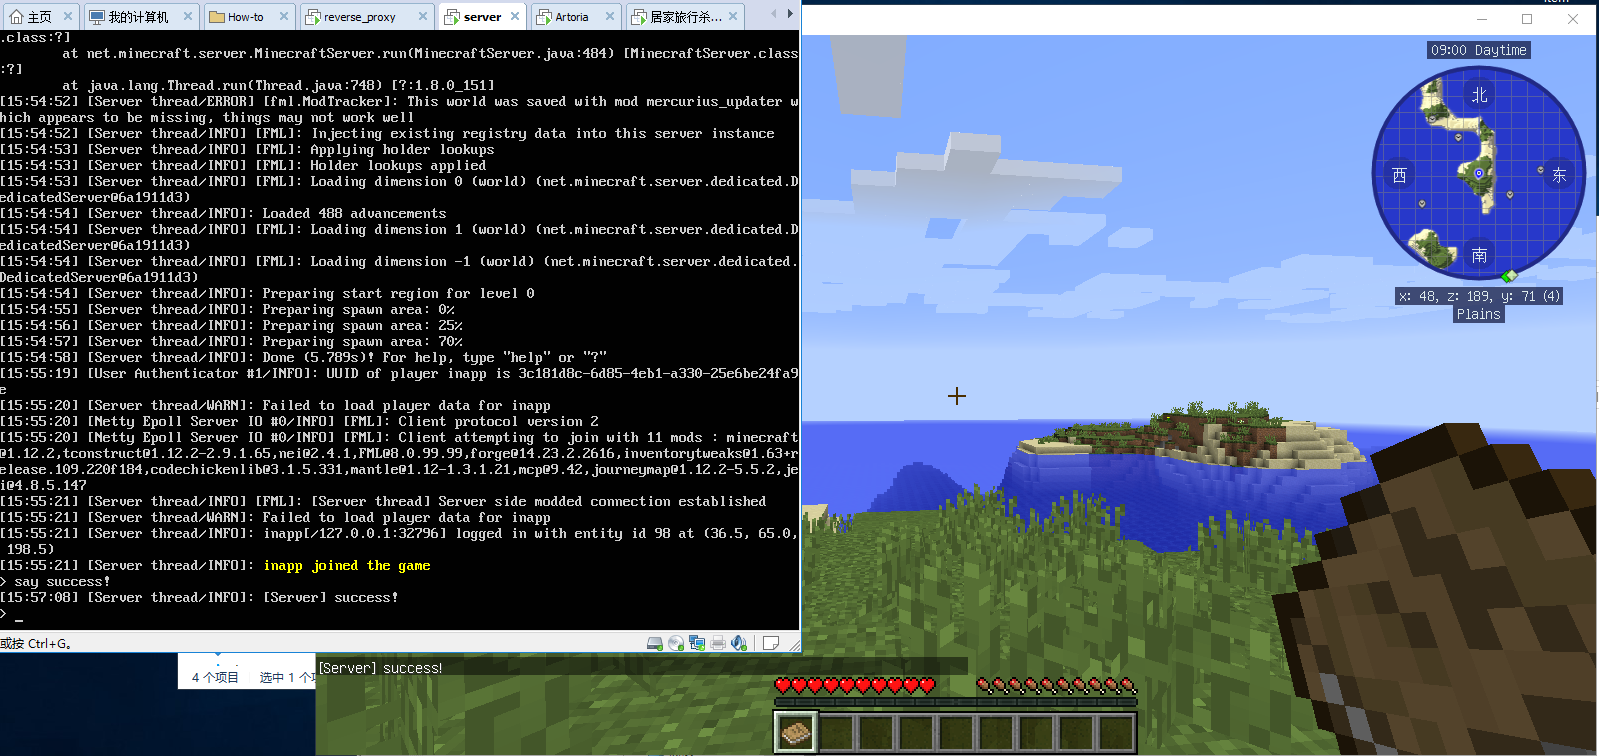 主页
我的计算机
How-to
reverse_proxy
server
Artoria
居家旅行杀...
.class:?]
at net.minecraft.server.MinecraftServer.run(MinecraftServer.java:484) [MinecraftServer.class
:?]
at java.lang.Thread.run(Thread.java:748) [?:1.8.0_151]
[15:54:52] [Server thread/ERROR] [fml.ModTracker]: This world was saved with mod mercurius_updater w
hich appears to be missing, things may not work well
[15:54:52] [Server thread/INFO] [FML]: Injecting existing registry data into this server instance
[15:54:53] [Server thread/INFO] [FML]: Applying holder lookups
[15:54:53] [Server thread/INFO] [FML]: Holder lookups applied
[15:54:53] [Server thread/INFO] [FML]: Loading dimension 0 (world) (net.minecraft.server.dedicated.D
edicatedServer@6a1911d3)
[15:54:54] [Server thread/INFO]: Loaded 488 advancements
[15:54:54] [Server thread/INFO] [FML]: Loading dimension 1 (world) (net.minecraft.server.dedicated.D
edicatedServer@6a1911d3)
[15:54:54] [Server thread/INFO] [FML]: Loading dimension -1 (world) (net.minecraft.server.dedicated.
DedicatedServer@6a1911d3)
[15:54:54] [Server thread/INFO]: Preparing start region for level 0
[15:54:55] [Server thread/INFO]: Preparing spawn area: 0%
[15:54:56] [Server thread/INFO]: Preparing spawn area: 25%
[15:54:57] [Server thread/INFO]: Preparing spawn area: 70%
[15:54:58] [Server thread/INFO]: Done (5.789s)! For help, type "help" or "?"
[15:55:19] [User Authenticator #1/INFO]: UUID of player inapp is 3c181d8c-6d85-4eb1-a330-25e6be24fa9
e
[15:55:20] [Server thread/WARN]: Failed to load player data for inapp
[15:55:20] [Netty Epoll Server IO #0/INFO] [FML]: Client protocol version 2
[15:55:20] [Netty Epoll Server IO #0/INFO] [FML]: Client attempting to join with 11 mods : minecraft
@1.12.2,tconstruct@1.12.2-2.9.1.65,nei@2.4.1,FML@8.0.99.99,forge@14.23.2.2616,inventorytweaks@1.63+r
elease.109.220f184,codechickenlib@3.1.5.331,mantle@1.12-1.3.1.21,mcp@9.42,journeymap@1.12.2-5.5.2,je
i@4.8.5.147
[15:55:21] [Server thread/INFO] [FML]: [Server thread] Server side modded connection established
[15:55:21] [Server thread/WARN]: Failed to load player data for inapp
[15:55:21] [Server thread/INFO]: inapp[/127.0.0.1:32796] logged in with entity id 98 at (36.5, 65.0,
198.5)
[15:55:21] [Server thread/INFO]: inapp joined the game
> say success!
[15:57:08] [Server thread/INFO]: [Server] success!
> _
或按 Ctrl+G。
4 个项目 选中 1 个
[Server] success!
09:00 Daytime
北
西
东
南
x: 48, z: 189, y: 71 (4)
Plains